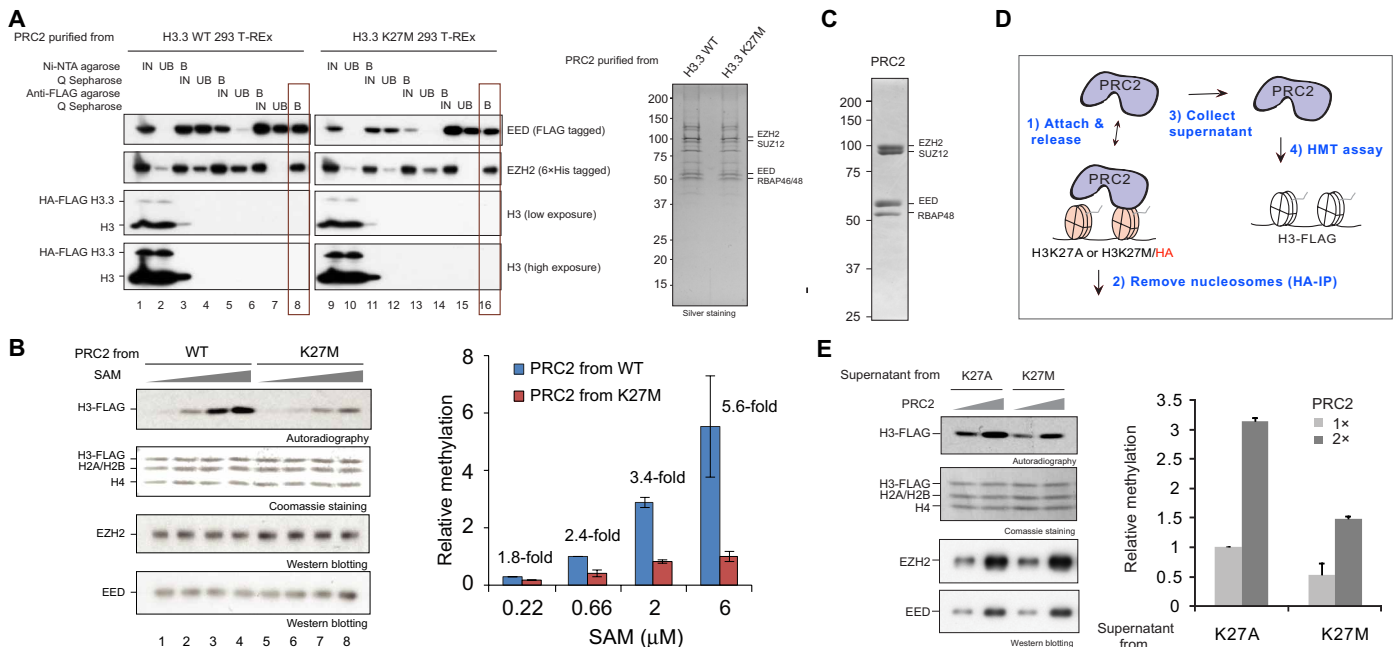 A
PRC2 purified from
H3.3 WT 293 T-REx
H3.3 K27M 293 T-REx
Ni-NTA agarose
IN UB B
IN UB B
Q Sepharose
IN UB B
IN UB B
Anti-FLAG agarose
IN UB B
IN UB B
Q Sepharose
IN UB B
IN UB B
EED (FLAG tagged)
EZH2 (6×His tagged)
HA-FLAG H3.3
H3
H3 (low exposure)
HA-FLAG H3.3
H3
H3 (high exposure)
1 2 3 4 5 6 7 8 9 10 11 12 13 14 15 16
PRC2 purified from
H3.3 WT
H3.3 K27M
200
150
100
75
50
37
25
20
15
EZH2
SUZ12
EED
RBAP46/48
Silver staining
C
PRC2
200
150
100
75
50
37
25
EZH2
SUZ12
EED
RBAP48
D
PRC2
PRC2
1) Attach &
release
3) Collect
supernatant
4) HMT assay
PRC2
H3-FLAG
H3K27A or H3K27M/HA
2) Remove nucleosomes (HA-IP)
B
PRC2 from
WT
K27M
SAM
H3-FLAG
Autoradiography
H3-FLAG
H2A/H2B
H4
Coomassie staining
EZH2
Western blotting
EED
Western blotting
1 2 3 4 5 6 7 8
Relative methylation
8
6
4
2
0
PRC2 from WT
PRC2 from K27M
1.8-fold
2.4-fold
3.4-fold
5.6-fold
0.22 0.66 2 6
SAM (μM)
E
Supernatant from
K27A
K27M
PRC2
H3-FLAG
Autoradiography
H3-FLAG
H2A/H2B
H4
Comassie staining
EZH2
EED
Western blotting
Relative methylation
3.5
3
2.5
2
1.5
1
0.5
0
PRC2
1×
2×
Supernatant
from
K27A
K27M